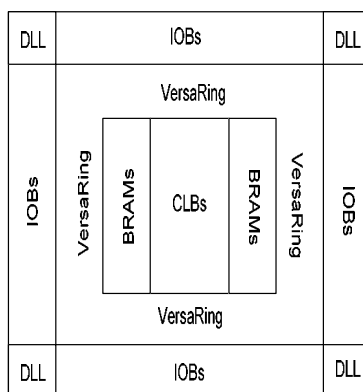 DLL IOBs DLL
VersaRing
IOBs VersaRing BRAMs CLBs BRAMs VersaRing IOBs
VersaRing
DLL IOBs DLL